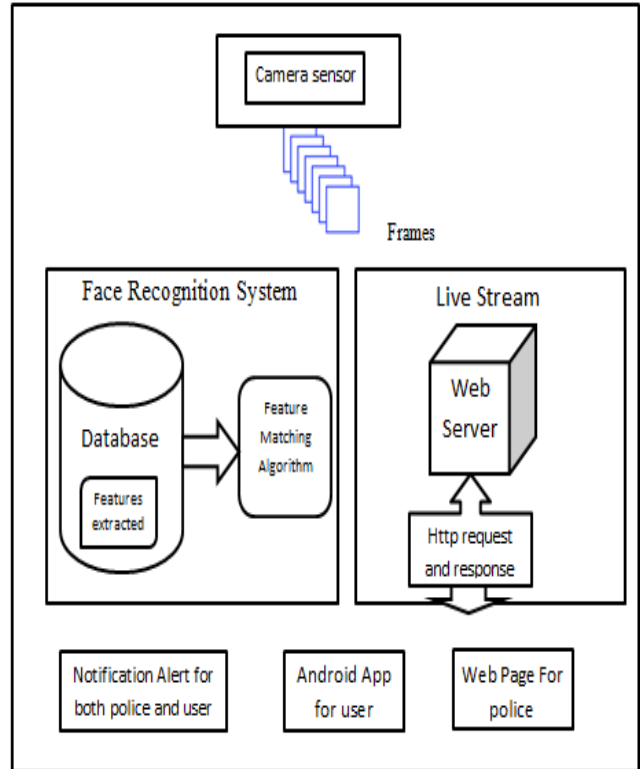 Camera sensor
Frames
Face Recognition System
Database
Features
extracted
Feature
Matching
Algorithm
Live Stream
Web
Server
Http request
and response
Notification Alert for
both police and user
Android App
for user
Web Page For
police